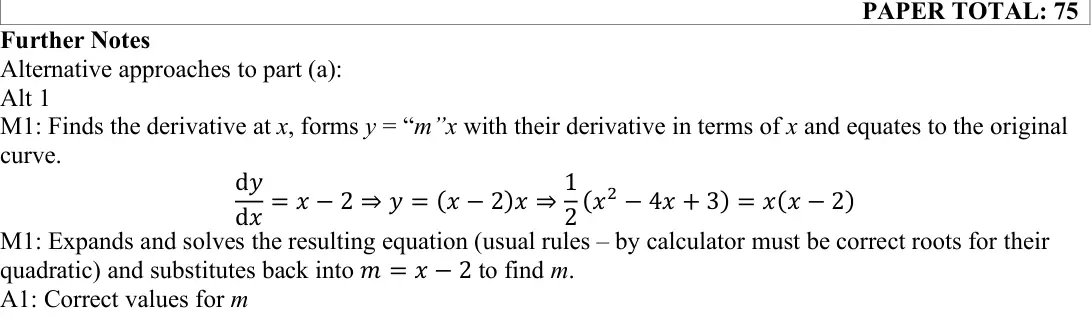 PAPER TOTAL: 75
Further Notes
Alternative approaches to part (a):
Alt 1
M1: Finds the derivative at x, forms y = “m”x with their derivative in terms of x and equates to the original
curve.
dy/dx = x − 2 ⇒ y = (x − 2)x ⇒ 1/2(x² − 4x + 3) = x(x − 2)
M1: Expands and solves the resulting equation (usual rules – by calculator must be correct roots for their
quadratic) and substitutes back into m = x − 2 to find m.
A1: Correct values for m